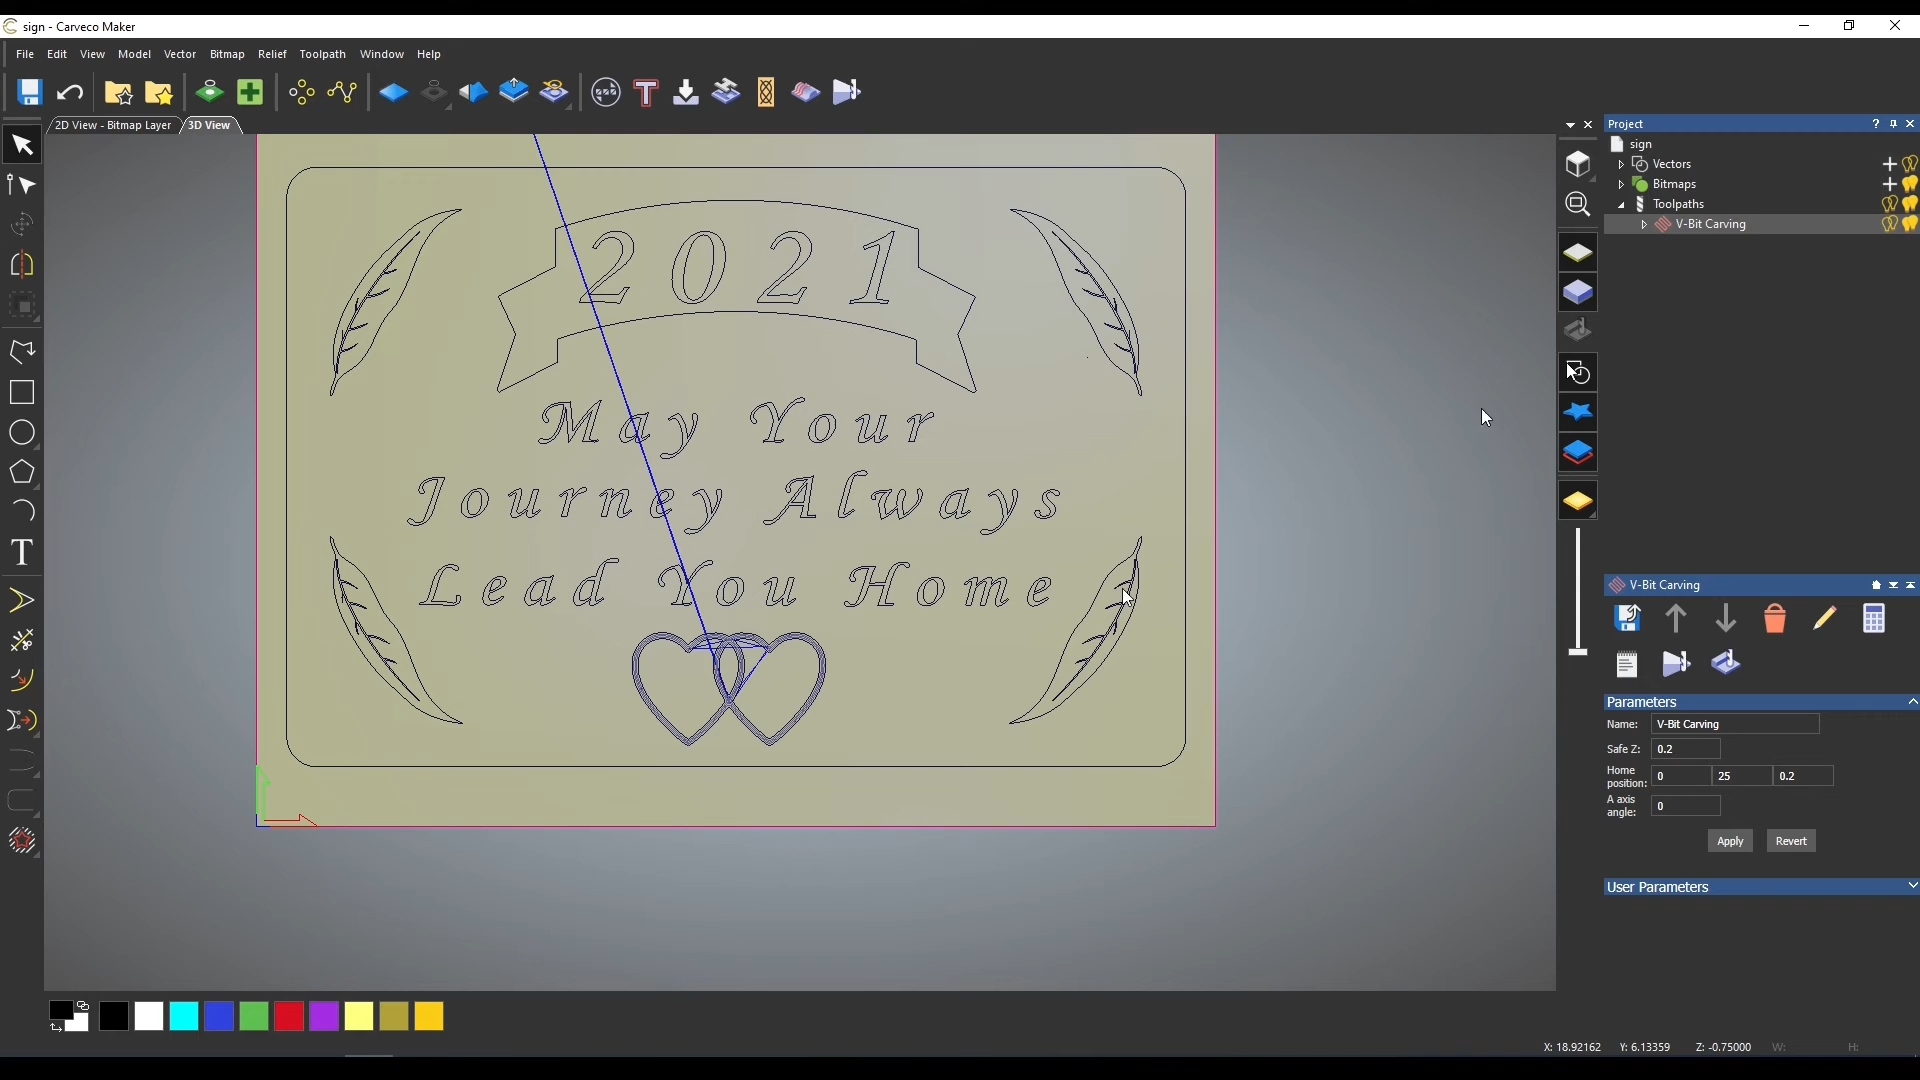 sign - Carveco Maker
File Edit View Model Vector Bitmap Relief Toolpath Window Help
2D View - Bitmap Layer 3D View
Project
sign
Vectors
Bitmaps
Toolpaths
V-Bit Carving
2021
May Your
Journey Always
Lead You Home
V-Bit Carving
Parameters
Name: V-Bit Carving
Safe Z: 0.2
Home position: 0 25 0.2
A axis angle: 0
Apply Revert
User Parameters
X: 18.92162 Y: 6.13359 Z: -0.75000 W: H: